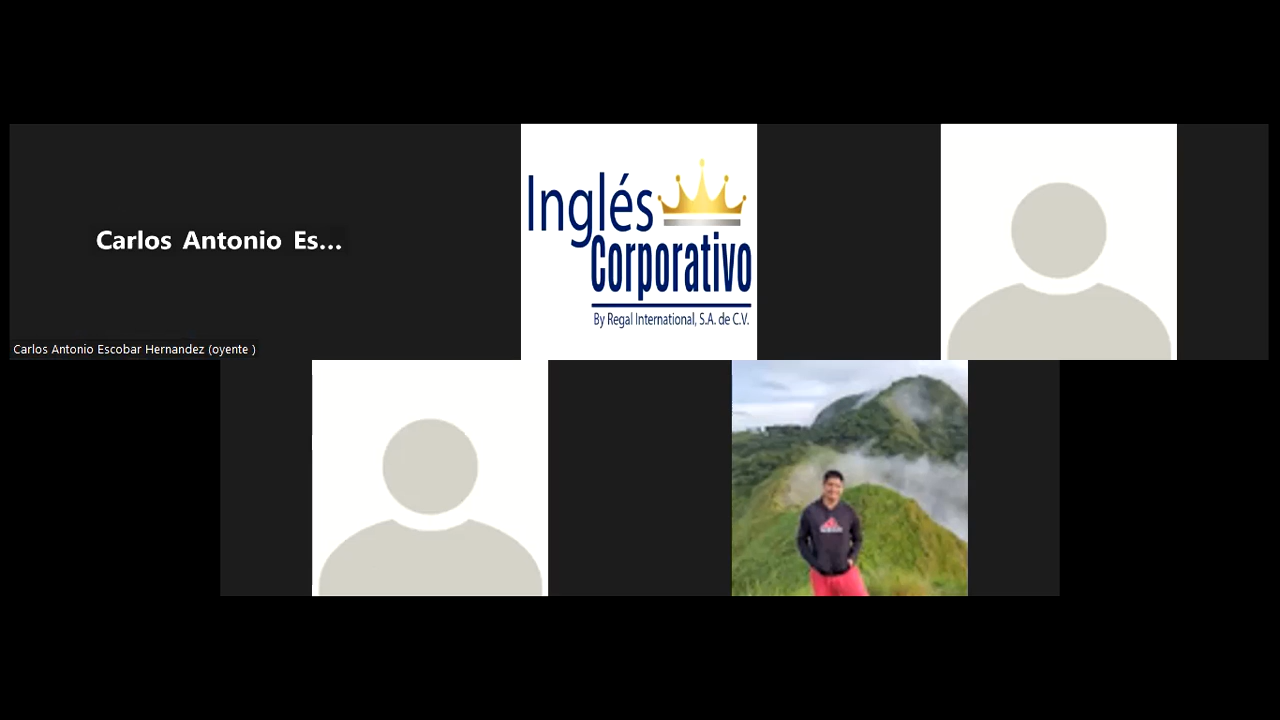 Carlos Antonio Es...
Carlos Antonio Escobar Hernandez (oyente )
Inglés
Corporativo
By Regal International, S.A. de C.V.